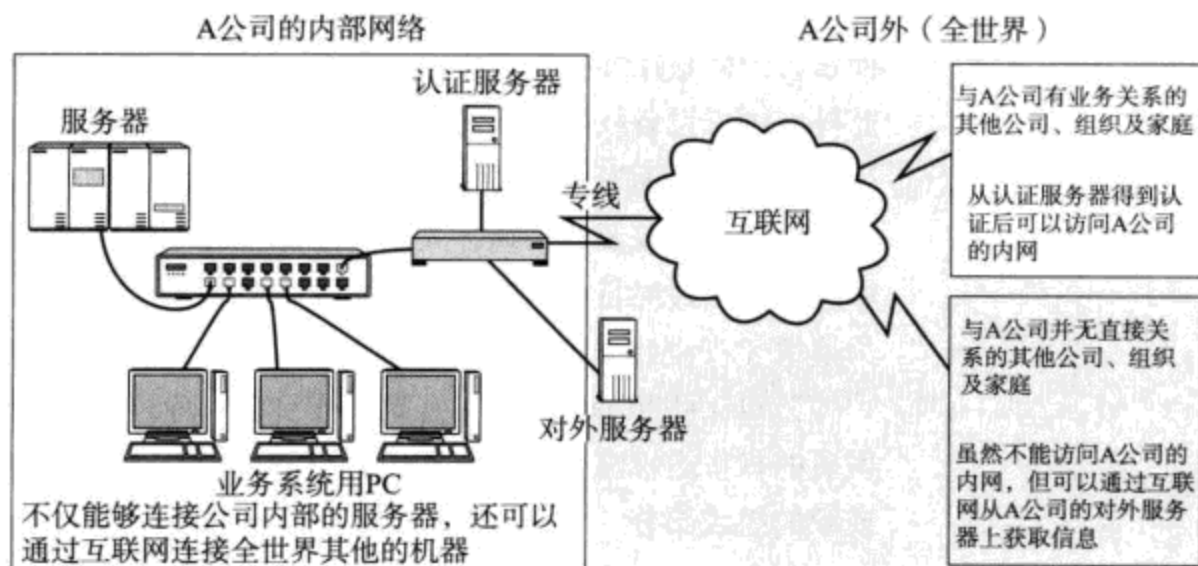 A公司的内部网络
A公司外（全世界）
认证服务器
服务器
专线
互联网
与A公司有业务关系的
其他公司、组织及家庭
从认证服务器得到认
证后可以访问A公司
的内网
与A公司并无直接关
系的其他公司、组织
及家庭
虽然不能访问A公司的
内网，但可以通过互联
网从A公司的对外服务
器上获取信息
对外服务器
业务系统用PC
不仅能够连接公司内部的服务器，还可以
通过互联网连接全世界其他的机器